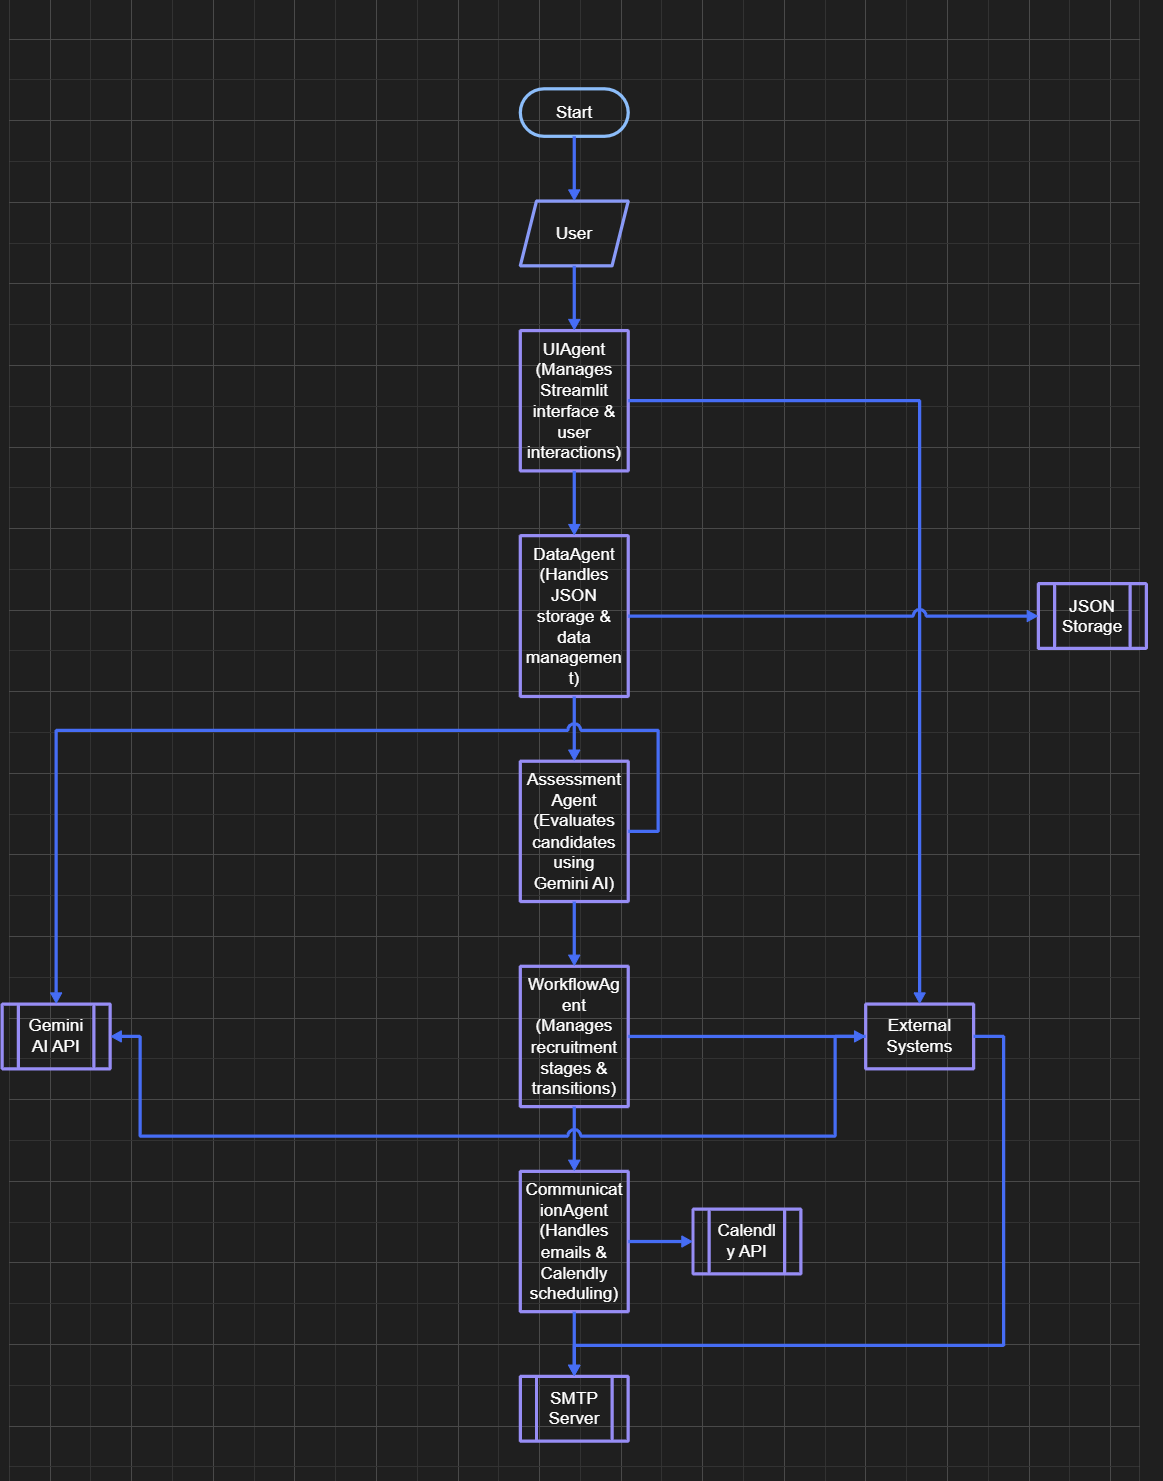 Start
User
UIAgent
(Manages
Streamlit
interface &
user
interactions)
DataAgent
(Handles
JSON
storage &
data
managemen
t)
JSON
Storage
Assessment
Agent
(Evaluates
candidates
using
Gemini AI)
Gemini
AI API
WorkflowAg
ent
(Manages
recruitment
stages &
transitions)
External
Systems
Communicat
ionAgent
(Handles
emails &
Calendly
scheduling)
Calendl
y API
SMTP
Server